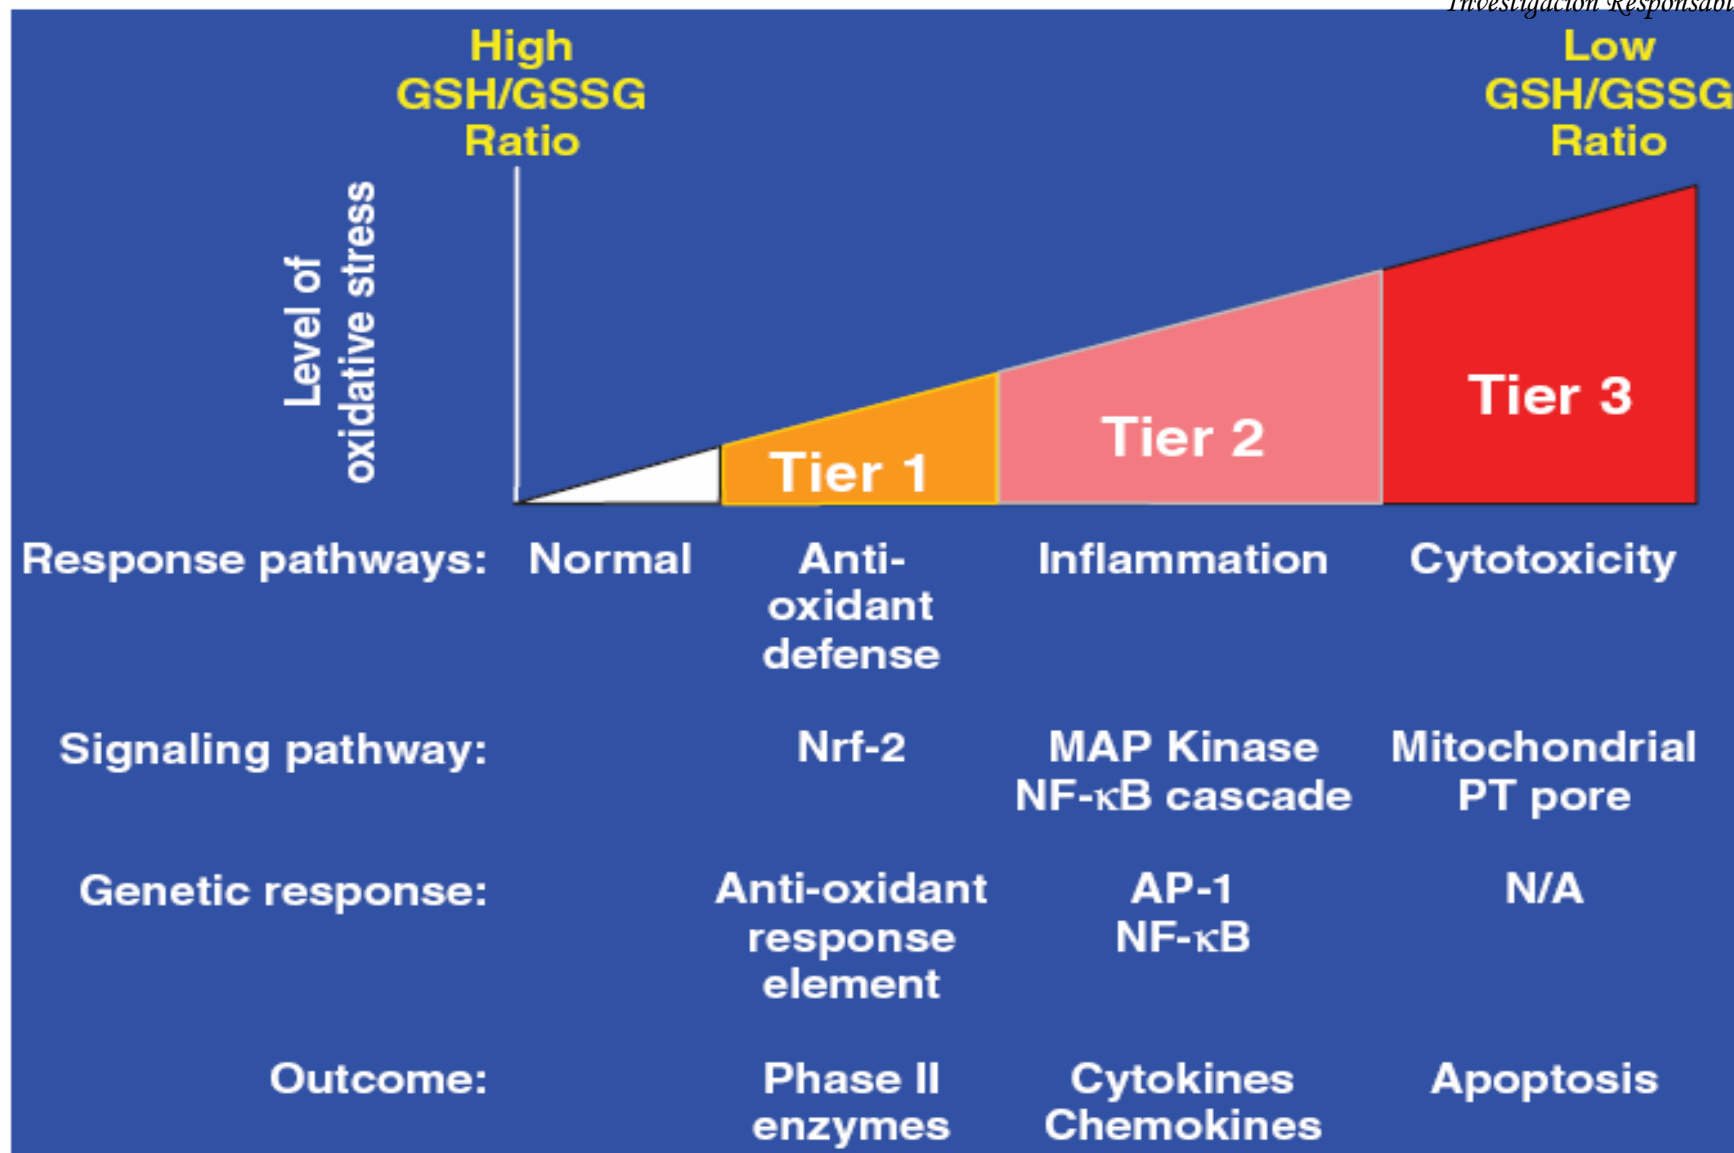 Investigación Responsabl
High
GSH/GSSG
Ratio
Low
GSH/GSSG
Ratio
Level of
oxidative stress
Tier 1
Tier 2
Tier 3
Response pathways: Normal Anti- Inflammation Cytotoxicity
oxidant
defense
Signaling pathway: Nrf-2 MAP Kinase Mitochondrial
NF-κB cascade PT pore
Genetic response: Anti-oxidant AP-1 N/A
response NF-κB
element
Outcome: Phase II Cytokines Apoptosis
enzymes Chemokines